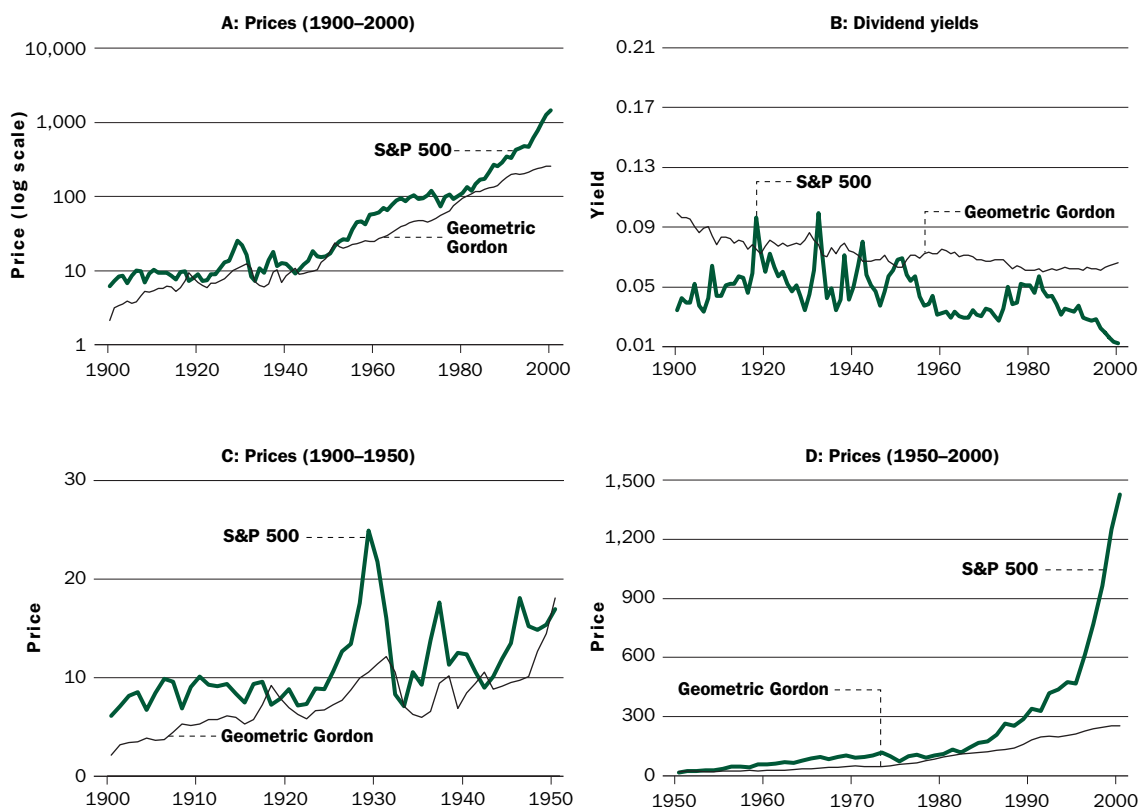 A: Prices (1900–2000)
10,000
1,000
100
10
1
Price (log scale)
S&P 500
Geometric
Gordon
1900 1920 1940 1960 1980 2000
B: Dividend yields
0.21
0.17
0.13
0.09
0.05
0.01
Yield
S&P 500
Geometric Gordon
1900 1920 1940 1960 1980 2000
C: Prices (1900–1950)
30
20
10
0
Price
S&P 500
Geometric Gordon
1900 1910 1920 1930 1940 1950
D: Prices (1950–2000)
1,500
1,200
900
600
300
0
Price
S&P 500
Geometric Gordon
1950 1960 1970 1980 1990 2000